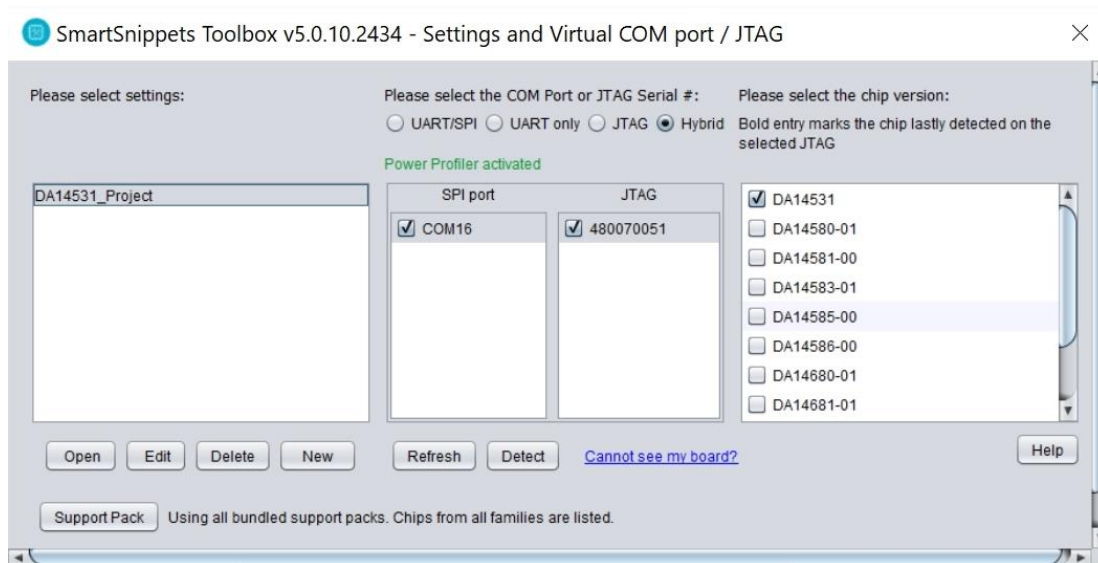 SmartSnippets Toolbox v5.0.10.2434 - Settings and Virtual COM port / JTAG
Please select settings:
DA14531_Project
Open Edit Delete New
Please select the COM Port or JTAG Serial #:
UART/SPI UART only JTAG Hybrid
Power Profiler activated
SPI port JTAG
COM16 480070051
Refresh Detect Cannot see my board?
Please select the chip version:
Bold entry marks the chip lastly detected on the
selected JTAG
DA14531
DA14580-01
DA14581-00
DA14583-01
DA14585-00
DA14586-00
DA14680-01
DA14681-01
Help
Support Pack Using all bundled support packs. Chips from all families are listed.